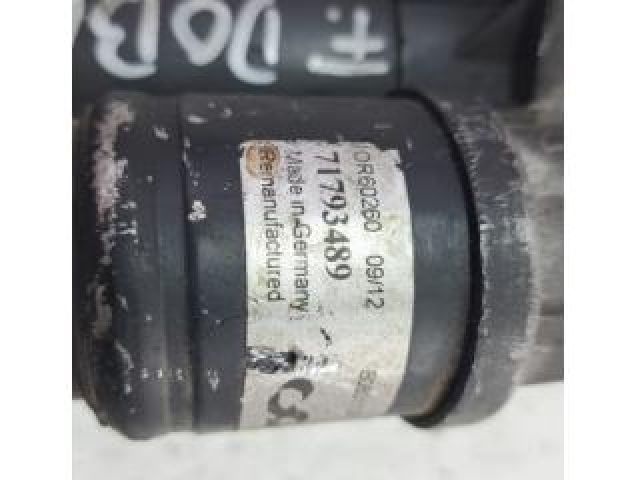 DOB
F.
OR60260 09/12
71793489
Made in Germany
Remanufactured